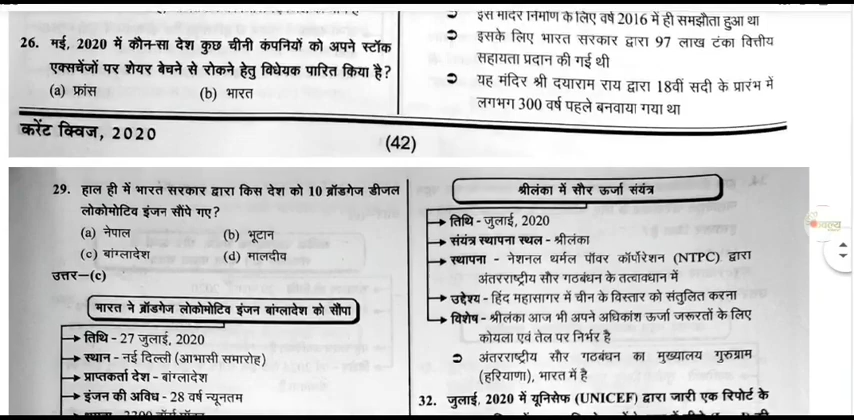 26. मई, 2020 में कौन-सा देश कुछ चीनी कंपनियों को अपने स्टॉक
एक्सचेंजों पर शेयर बेचने से रोकने हेतु विधेयक पारित किया है?
(a) फ्रांस (b) भारत
➲ इस मंदिर निर्माण के लिए वर्ष 2016 में ही समझौता हुआ था
➲ इसके लिए भारत सरकार द्वारा 97 लाख टंका वित्तीय
सहायता प्रदान की गई थी
➲ यह मंदिर श्री दयाराम राय द्वारा 18वीं सदी के प्रारंभ में
लगभग 300 वर्ष पहले बनवाया गया था
करेंट क्विज, 2020
(42)
29. हाल ही में भारत सरकार द्वारा किस देश को 10 ब्रॉडगेज डीजल
लोकोमोटिव इंजन सौंपे गए?
(a) नेपाल (b) भूटान
(c) बांग्लादेश (d) मालदीव
उत्तर–(c)
भारत ने ब्रॉडगेज लोकोमोटिव इंजन बांग्लादेश को सौंपा
तिथि - 27 जुलाई, 2020
स्थान - नई दिल्ली (आभासी समारोह)
प्राप्तकर्ता देश - बांग्लादेश
इंजन की अवधि - 28 वर्ष न्यूनतम
श्रीलंका में सौर ऊर्जा संयंत्र
तिथि - जुलाई, 2020
संयंत्र स्थापना स्थल - श्रीलंका
स्थापना - नेशनल थर्मल पॉवर कॉर्पोरेशन (NTPC) द्वारा
अंतरराष्ट्रीय सौर गठबंधन के तत्वावधान में
उद्देश्य - हिंद महासागर में चीन के विस्तार को संतुलित करना
विशेष - श्रीलंका आज भी अपने अधिकांश ऊर्जा जरूरतों के लिए
कोयला एवं तेल पर निर्भर है
➲ अंतरराष्ट्रीय सौर गठबंधन का मुख्यालय गुरुग्राम
(हरियाणा), भारत में है
32. जुलाई, 2020 में यूनिसेफ (UNICEF) द्वारा जारी एक रिपोर्ट के